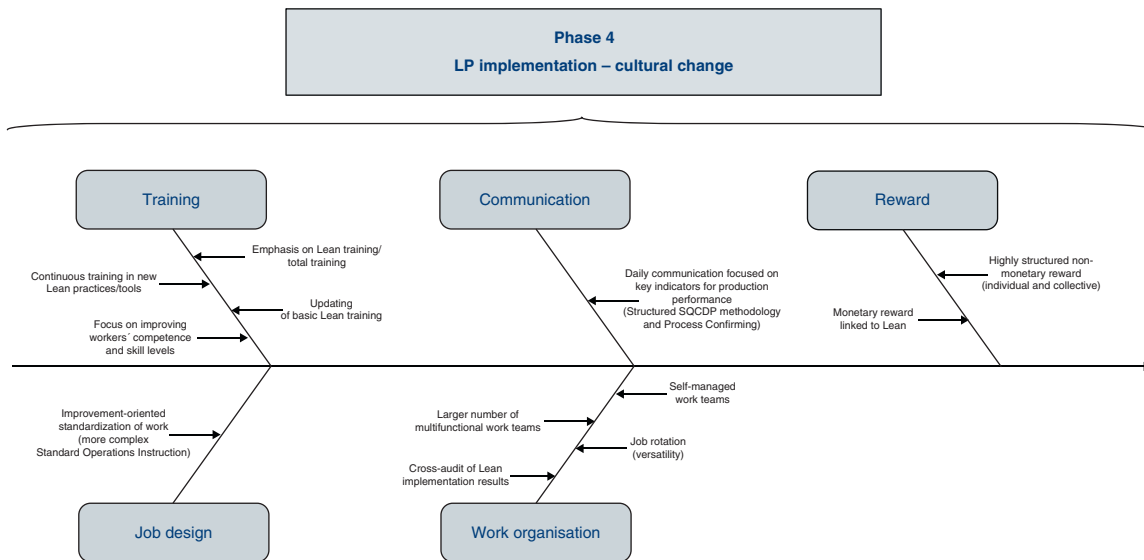 Phase 4
LP implementation – cultural change
Training
Communication
Reward
Emphasis on Lean training/
total training
Continuous training in new
Lean practices/tools
Updating
of basic Lean training
Focus on improving
workers´ competence
and skill levels
Daily communication focused on
key indicators for production
performance
(Structured SQCDP methodology
and Process Confirming)
Highly structured non-
monetary reward
(individual and collective)
Monetary reward
linked to Lean
Improvement-oriented
standardization of work
(more complex
Standard Operations Instruction)
Self-managed
work teams
Larger number of
multifunctional work teams
Job rotation
(versatility)
Cross-audit of Lean
implementation results
Job design
Work organisation